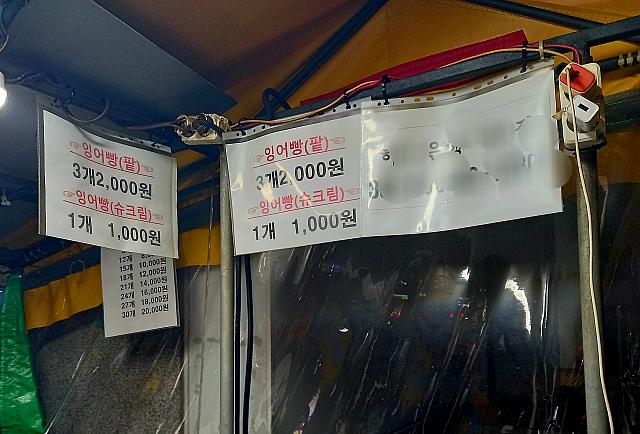 ☞잉어빵(팥)☜
3개2,000원
☞잉어빵(슈크림)☜
1개 1,000원
12개
15개 10,000원
18개 12,000원
21개 14,000원
24개 16,000원
27개 18,000원
30개 20,000원
☞잉어빵(팥)☜
3개2,000원
☞잉어빵(슈크림)☜
1개 1,000원